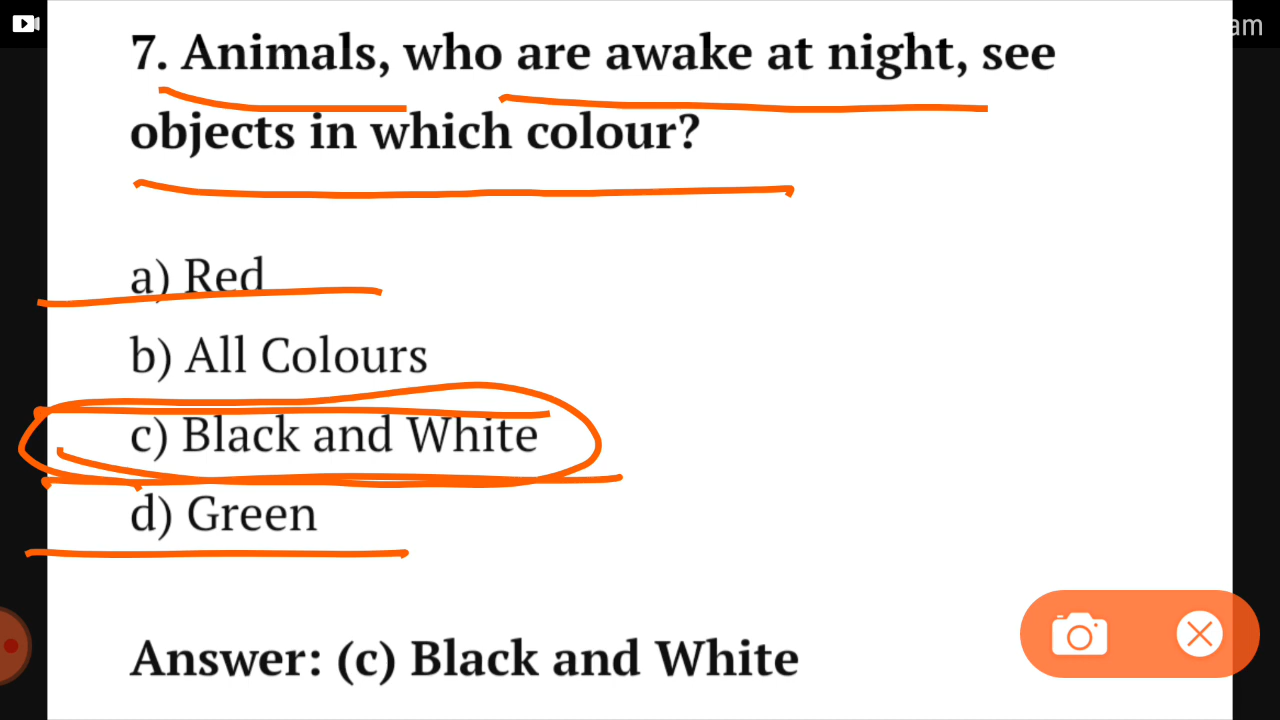 am
7. Animals, who are awake at night, see
objects in which colour?
a) Red
b) All Colours
c) Black and White
d) Green
Answer: (c) Black and White